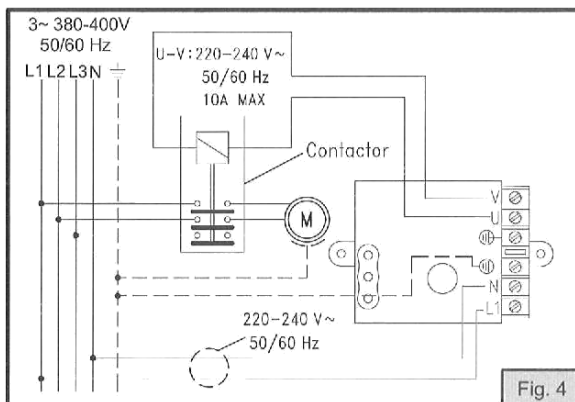 3~ 380-400V
50/60 Hz
L1 L2 L3 N
U-V:220-240 V~
50/60 Hz
10A MAX
Contactor
M
V
U
N
L1
220-240 V~
50/60 Hz
Fig. 4